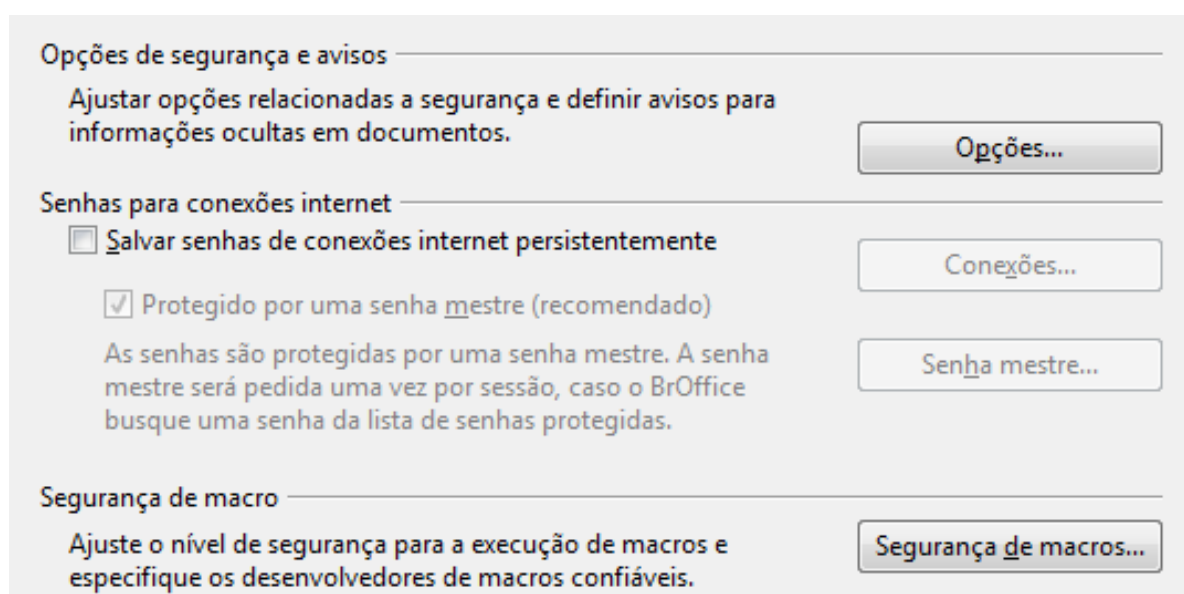 Opções de segurança e avisos
Ajustar opções relacionadas a segurança e definir avisos para
informações ocultas em documentos.
Opções...
Senhas para conexões internet
Salvar senhas de conexões internet persistentemente
Conexões...
Protegido por uma senha mestre (recomendado)
As senhas são protegidas por uma senha mestre. A senha
mestre será pedida uma vez por sessão, caso o BrOffice
busque uma senha da lista de senhas protegidas.
Senha mestre...
Segurança de macro
Ajuste o nível de segurança para a execução de macros e
especifique os desenvolvedores de macros confiáveis.
Segurança de macros...